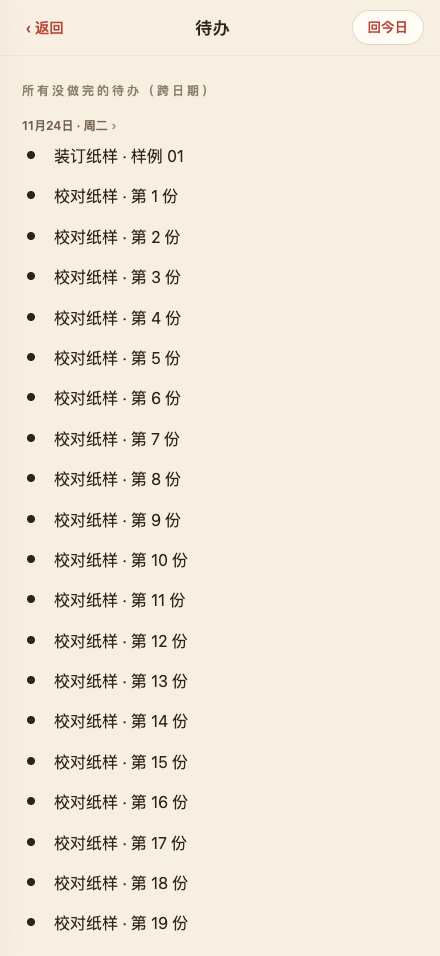 ‹ 返回 待办 回今日
所有没做完的待办（跨日期）
11月24日 · 周二 ›
• 装订纸样 · 样例 01
• 校对纸样 · 第 1 份
• 校对纸样 · 第 2 份
• 校对纸样 · 第 3 份
• 校对纸样 · 第 4 份
• 校对纸样 · 第 5 份
• 校对纸样 · 第 6 份
• 校对纸样 · 第 7 份
• 校对纸样 · 第 8 份
• 校对纸样 · 第 9 份
• 校对纸样 · 第 10 份
• 校对纸样 · 第 11 份
• 校对纸样 · 第 12 份
• 校对纸样 · 第 13 份
• 校对纸样 · 第 14 份
• 校对纸样 · 第 15 份
• 校对纸样 · 第 16 份
• 校对纸样 · 第 17 份
• 校对纸样 · 第 18 份
• 校对纸样 · 第 19 份